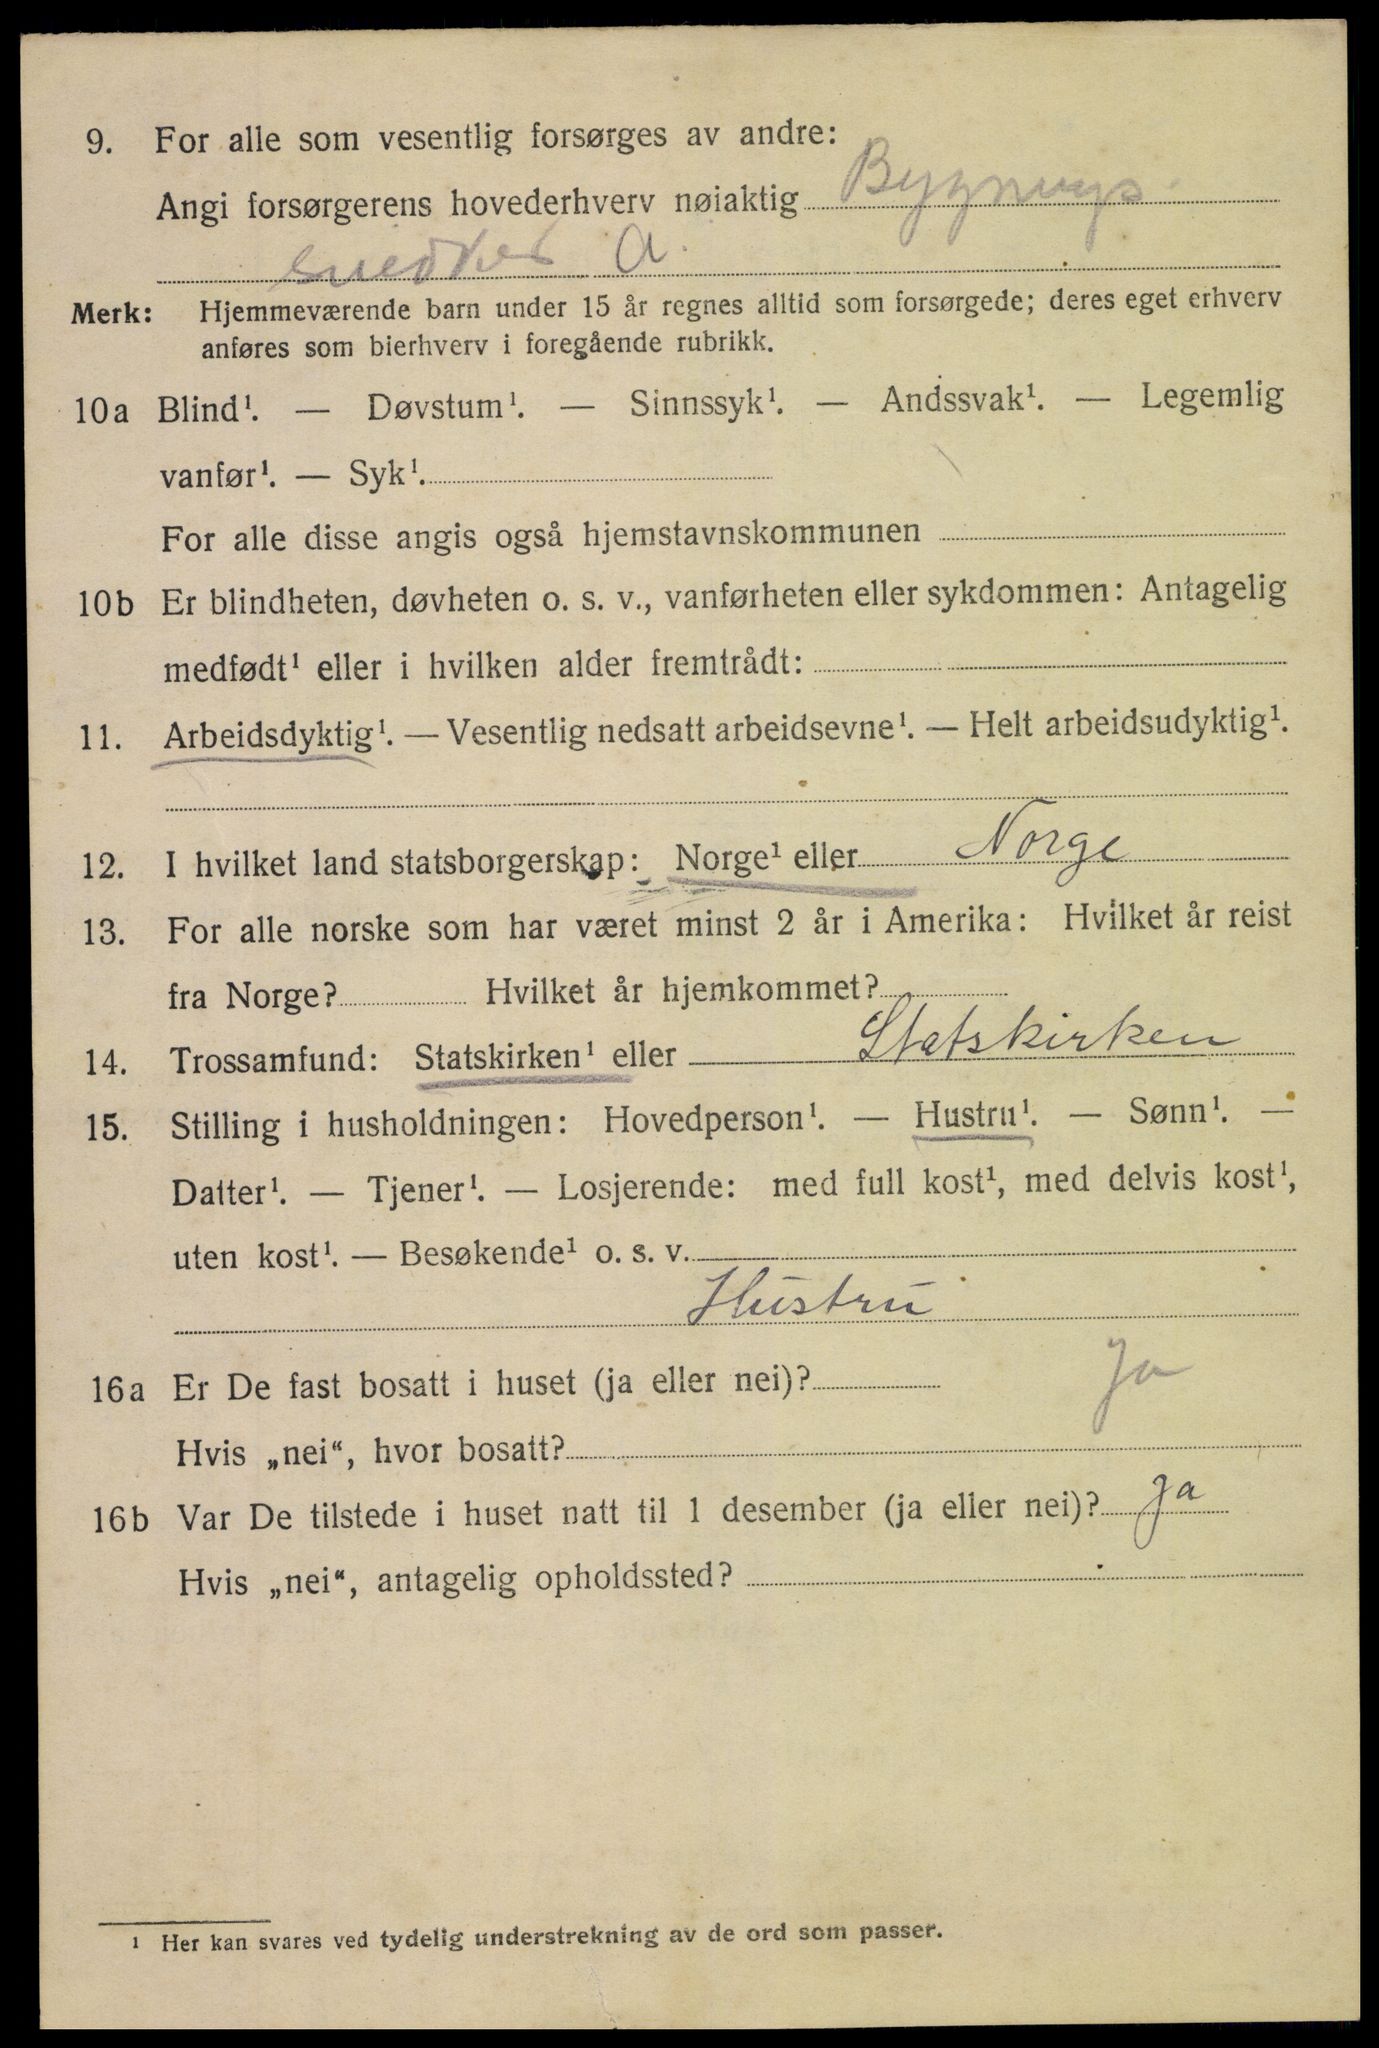 9. For alle som vesentlig forsørges av andre:
Angi forsørgerens hovederhverv nøiaktig Bygnings
snedker a.
Merk: Hjemmeværende barn under 15 år regnes alltid som forsørgede; deres eget erhverv
anføres som bierhverv i foregående rubrikk.
10a Blind¹. — Døvstum¹. — Sinnssyk¹. — Andssvak¹. — Legemlig
vanfør¹. — Syk¹.
For alle disse angis også hjemstavnskommunen
10b Er blindheten, døvheten o. s. v., vanførheten eller sykdommen: Antagelig
medfødt¹ eller i hvilken alder fremtrådt:
11. Arbeidsdyktig¹. — Vesentlig nedsatt arbeidsevne¹. — Helt arbeidsudyktig¹.
12. I hvilket land statsborgerskap: Norge¹ eller Norge
13. For alle norske som har været minst 2 år i Amerika: Hvilket år reist
fra Norge? Hvilket år hjemkommet?
14. Trossamfund: Statskirken¹ eller Statskirken
15. Stilling i husholdningen: Hovedperson¹. — Hustru¹. — Sønn¹. —
Datter¹. — Tjener¹. — Losjerende: med full kost¹, med delvis kost¹,
uten kost¹. — Besøkende¹ o. s. v.
Hustru
16a Er De fast bosatt i huset (ja eller nei)? Ja
Hvis „nei“, hvor bosatt?
16b Var De tilstede i huset natt til 1 desember (ja eller nei)? Ja
Hvis „nei“, antagelig opholdssted?
¹ Her kan svares ved tydelig understrekning av de ord som passer.